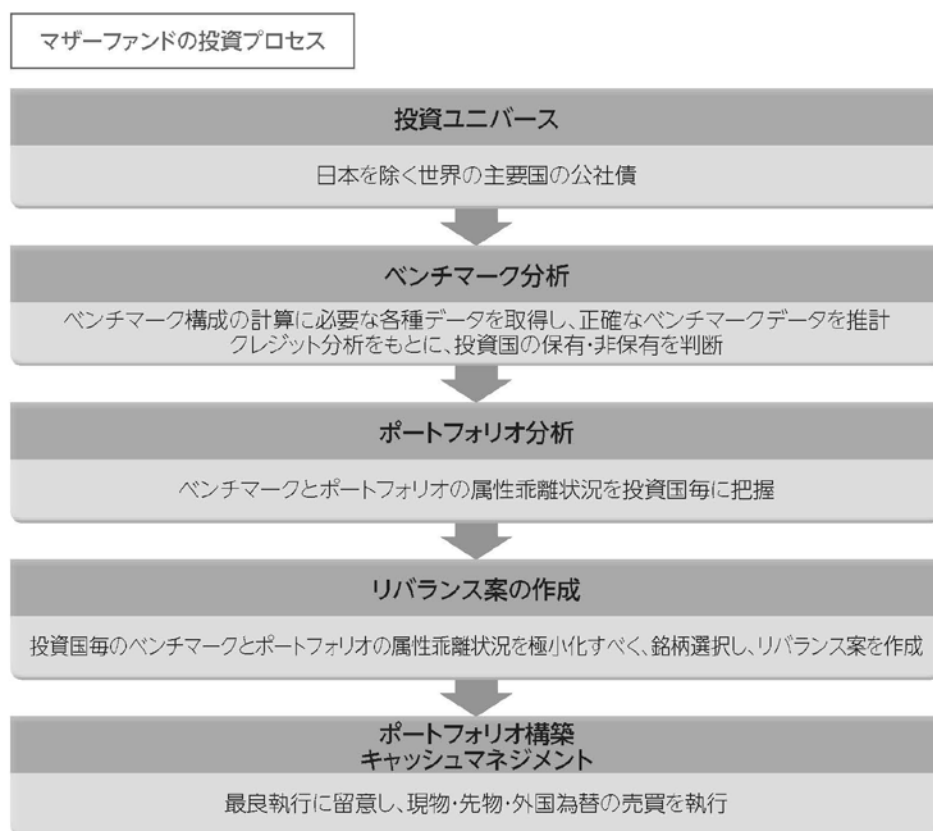 マザーファンドの投資プロセス
投資ユニバース
日本を除く世界の主要国の公社債
ベンチマーク分析
ベンチマーク構成の計算に必要な各種データを取得し、正確なベンチマークデータを推計
クレジット分析をもとに、投資国の保有・非保有を判断
ポートフォリオ分析
ベンチマークとポートフォリオの属性乖離状況を投資国毎に把握
リバランス案の作成
投資国毎のベンチマークとポートフォリオの属性乖離状況を極小化すべく、銘柄選択し、リバランス案を作成
ポートフォリオ構築
キャッシュマネジメント
最良執行に留意し、現物・先物・外国為替の売買を執行